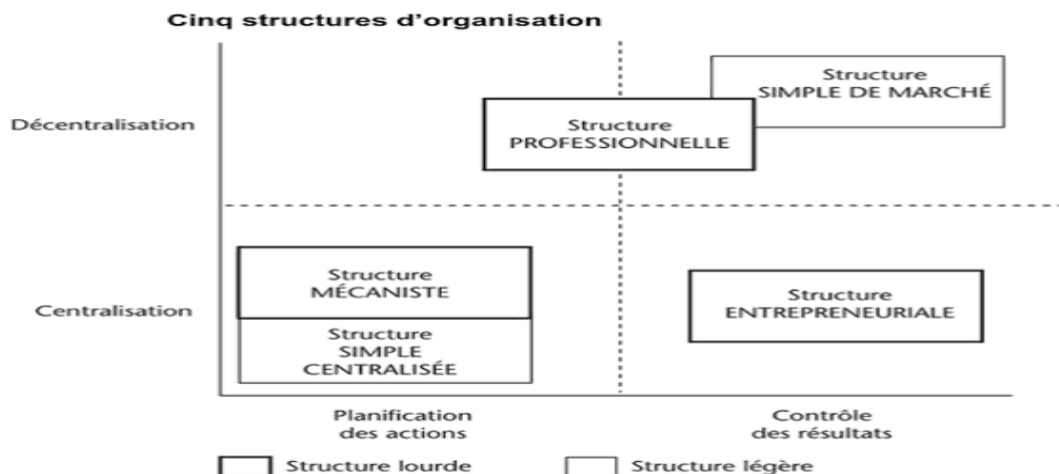 Cinq structures d'organisation
Structure
SIMPLE DE MARCHÉ
Décentralisation
Structure
PROFESSIONNELLE
Structure
MÉCANISTE
Centralisation
Structure
ENTREPRENEURIALE
Structure
SIMPLE
CENTRALISÉE
Planification
des actions
Contrôle
des résultats
Structure lourde
Structure légère